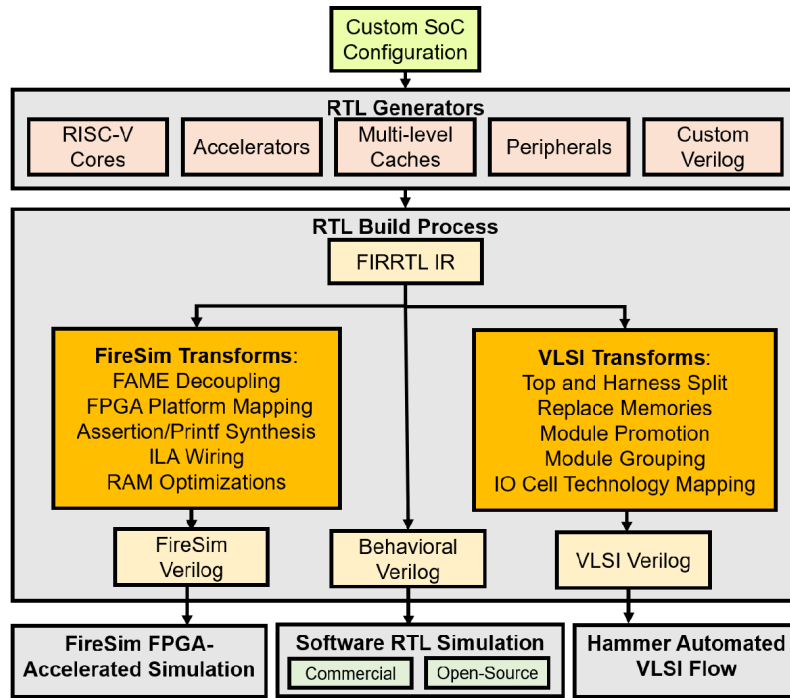 Custom SoC
Configuration
RTL Generators
RISC-V
Cores
Accelerators
Multi-level
Caches
Peripherals
Custom
Verilog
RTL Build Process
FIRRTL IR
FireSim Transforms:
FAME Decoupling
FPGA Platform Mapping
Assertion/Printf Synthesis
ILA Wiring
RAM Optimizations
VLSI Transforms:
Top and Harness Split
Replace Memories
Module Promotion
Module Grouping
IO Cell Technology Mapping
FireSim
Verilog
Behavioral
Verilog
VLSI Verilog
FireSim FPGA-
Accelerated Simulation
Software RTL Simulation
Commercial
Open-Source
Hammer Automated
VLSI Flow